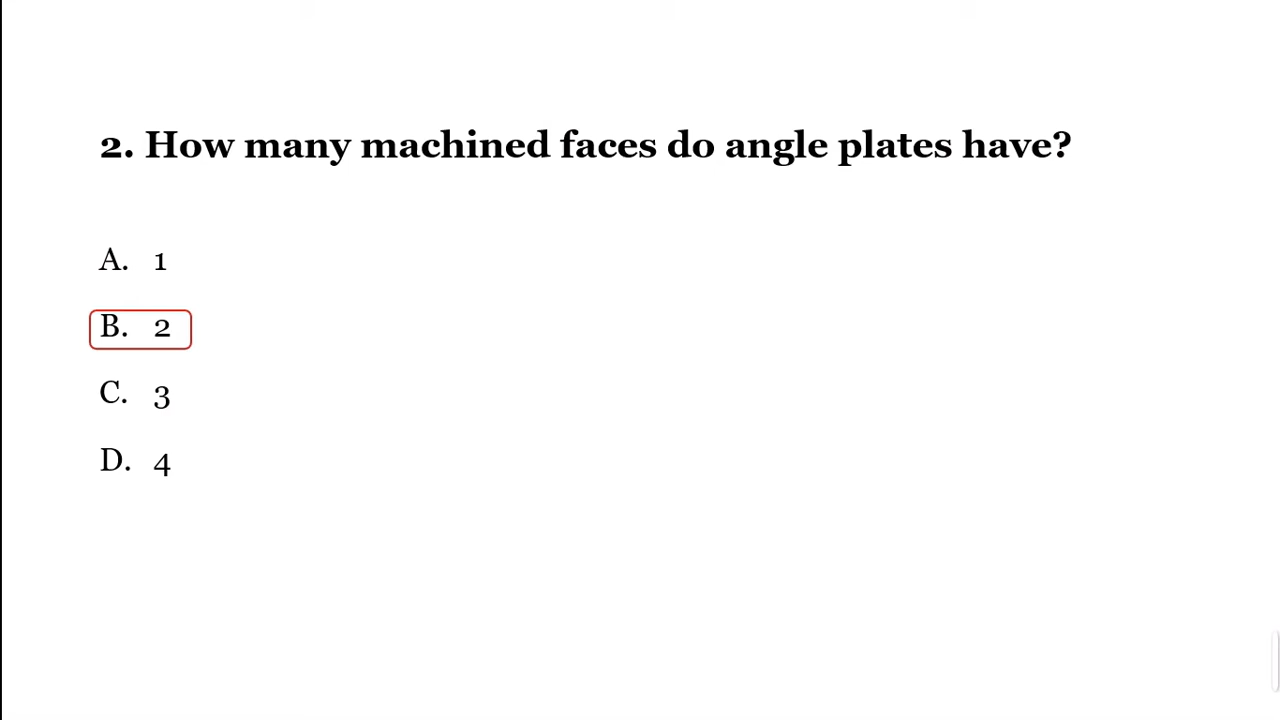 2. How many machined faces do angle plates have?
A. 1
B. 2
C. 3
D. 4